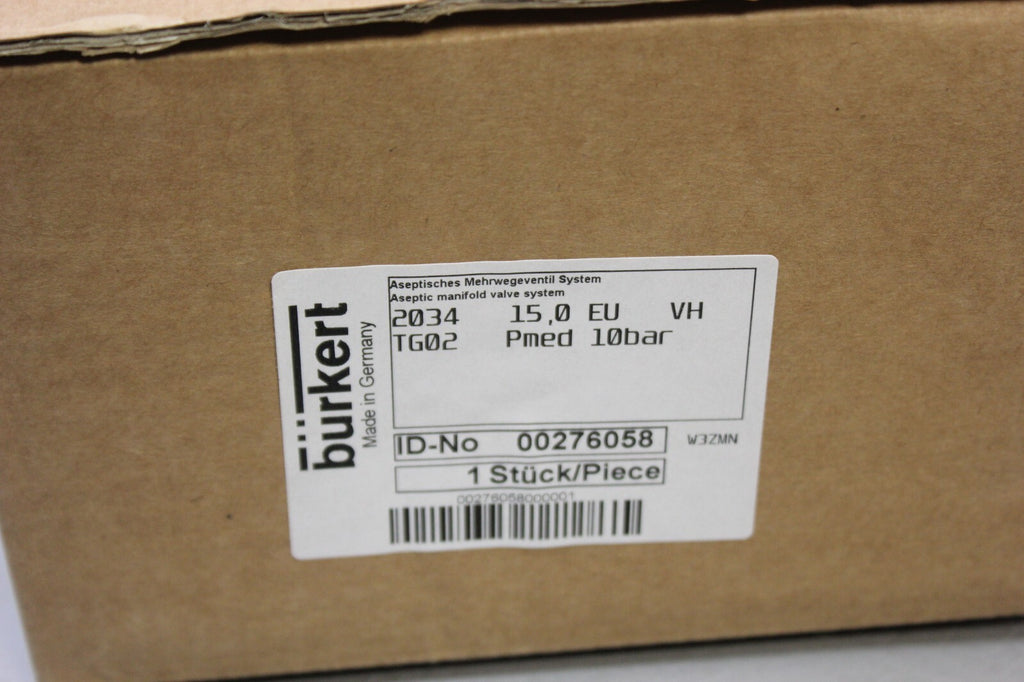 bürkert
Made in Germany
Aseptisches Mehrwegeventil System
Aseptic manifold valve system
2034 15,0 EU VH
TG02 Pmed 10bar
ID-No 00276058 W3ZMN
1 Stück/Piece
00276058000001